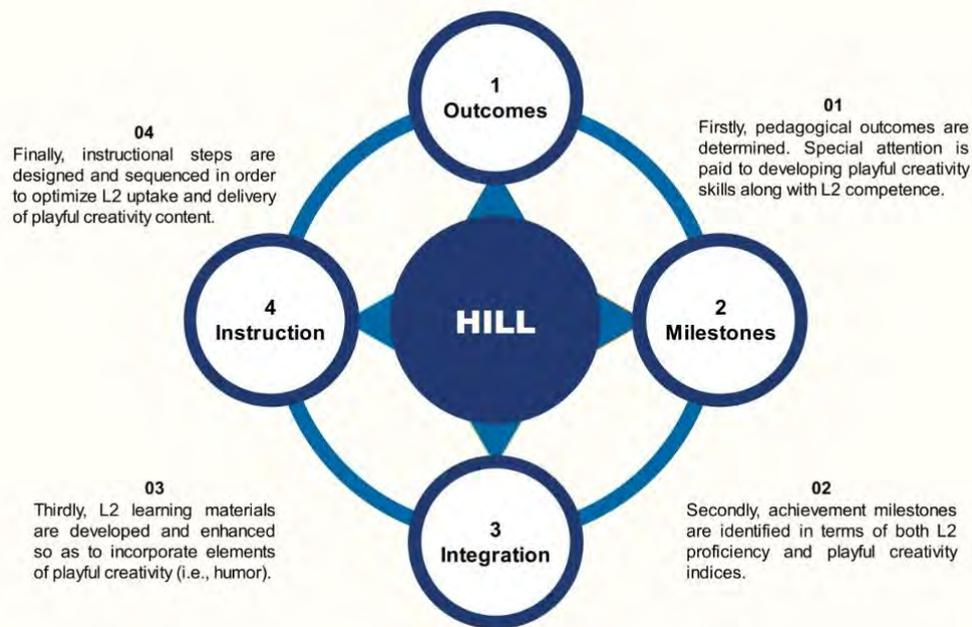 1
Outcomes
01
Firstly, pedagogical outcomes are
determined. Special attention is
paid to developing playful creativity
skills along with L2 competence.
04
Finally, instructional steps are
designed and sequenced in order
to optimize L2 uptake and delivery
of playful creativity content.
4
Instruction
HILL
2
Milestones
03
Thirdly, L2 learning materials
are developed and enhanced
so as to incorporate elements
of playful creativity (i.e., humor).
3
Integration
02
Secondly, achievement milestones
are identified in terms of both L2
proficiency and playful creativity
indices.